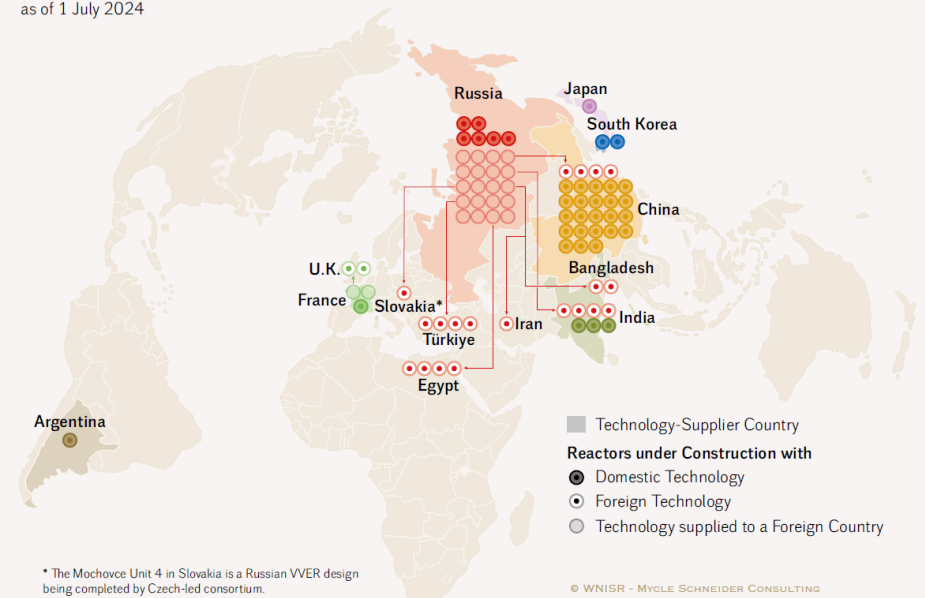 as of 1 July 2024
Russia
Japan
South Korea
China
Bangladesh
U.K.
France
Slovakia*
Iran
India
Türkiye
Egypt
Argentina
Technology-Supplier Country
Reactors under Construction with
Domestic Technology
Foreign Technology
Technology supplied to a Foreign Country
* The Mochovce Unit 4 in Slovakia is a Russian VVER design
being completed by Czech-led consortium.
© WNISR - MYCLE SCHNEIDER CONSULTING